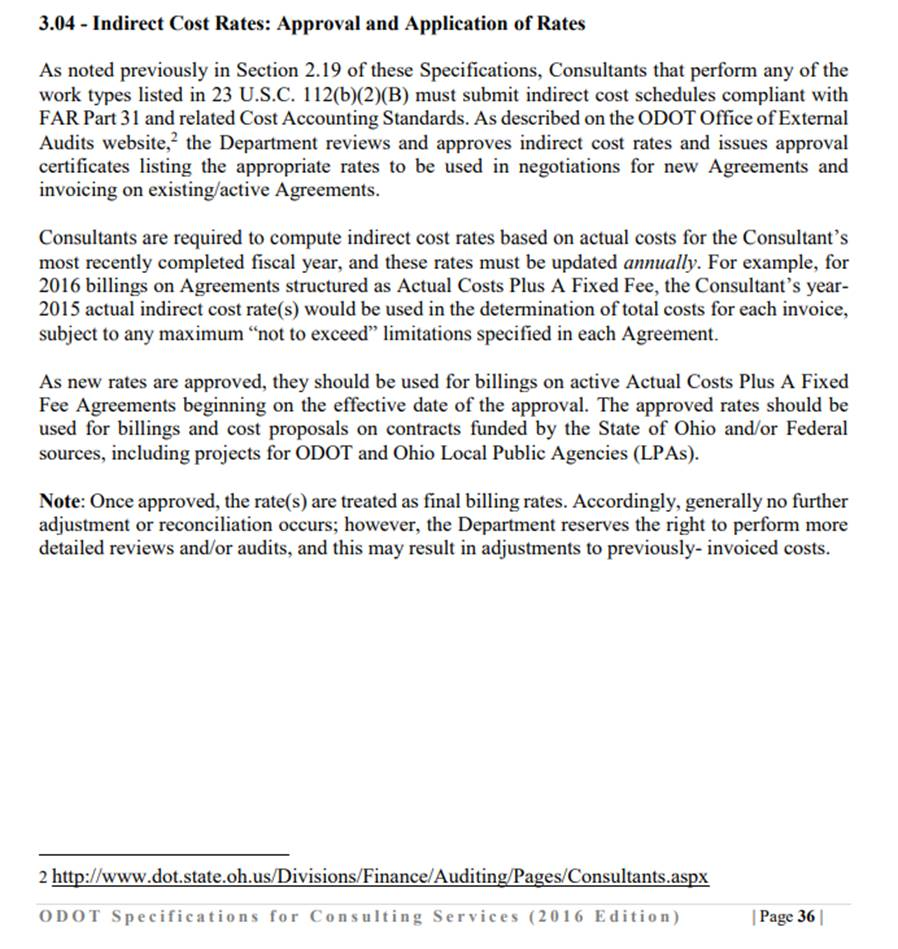 3.04 - Indirect Cost Rates: Approval and Application of Rates
As noted previously in Section 2.19 of these Specifications, Consultants that perform any of the
work types listed in 23 U.S.C. 112(b)(2)(B) must submit indirect cost schedules compliant with
FAR Part 31 and related Cost Accounting Standards. As described on the ODOT Office of External
Audits website,2 the Department reviews and approves indirect cost rates and issues approval
certificates listing the appropriate rates to be used in negotiations for new Agreements and
invoicing on existing/active Agreements.
Consultants are required to compute indirect cost rates based on actual costs for the Consultant’s
most recently completed fiscal year, and these rates must be updated annually. For example, for
2016 billings on Agreements structured as Actual Costs Plus A Fixed Fee, the Consultant’s year-
2015 actual indirect cost rate(s) would be used in the determination of total costs for each invoice,
subject to any maximum “not to exceed” limitations specified in each Agreement.
As new rates are approved, they should be used for billings on active Actual Costs Plus A Fixed
Fee Agreements beginning on the effective date of the approval. The approved rates should be
used for billings and cost proposals on contracts funded by the State of Ohio and/or Federal
sources, including projects for ODOT and Ohio Local Public Agencies (LPAs).
Note: Once approved, the rate(s) are treated as final billing rates. Accordingly, generally no further
adjustment or reconciliation occurs; however, the Department reserves the right to perform more
detailed reviews and/or audits, and this may result in adjustments to previously- invoiced costs.
2 http://www.dot.state.oh.us/Divisions/Finance/Auditing/Pages/Consultants.aspx
ODOT Specifications for Consulting Services (2016 Edition) | Page 36 |